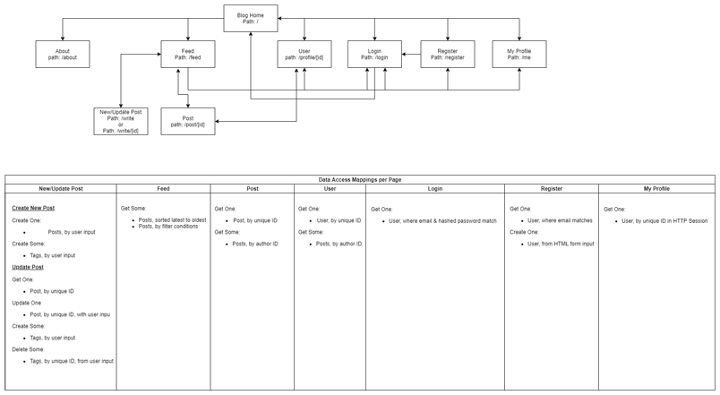 Blog Home
Path: /
About
path: /about
Feed
Path: /feed
User
path: /profile/[id]
Login
Path: /login
Register
Path: /register
My Profile
Path: /me
New/Update Post
Path: /write
or
Path: /write/[id]
Post
path: /post/[id]
Data Access Mappings per Page
New/Update Post
Feed
Post
User
Login
Register
My Profile
Create New Post
Create One:
Posts, by user input
Create Some:
Tags, by user input
Update Post
Get One:
Post, by unique ID
Update One
Post, by unique ID, with user inpu
Create Some:
Tags, by user input
Delete Some:
Tags, by unique ID, from user input
Get Some:
Posts, sorted latest to oldest
Posts, by filter conditions
Get One:
Post, by unique ID
Get Some:
Posts, by author ID
Get One:
User, by unique ID
Get Some:
Posts, by author ID
Get One:
User, where email & hashed password match
Get One:
User, where email matches
Create One:
User, from HTML form input
Get One:
User, by unique ID in HTTP Session